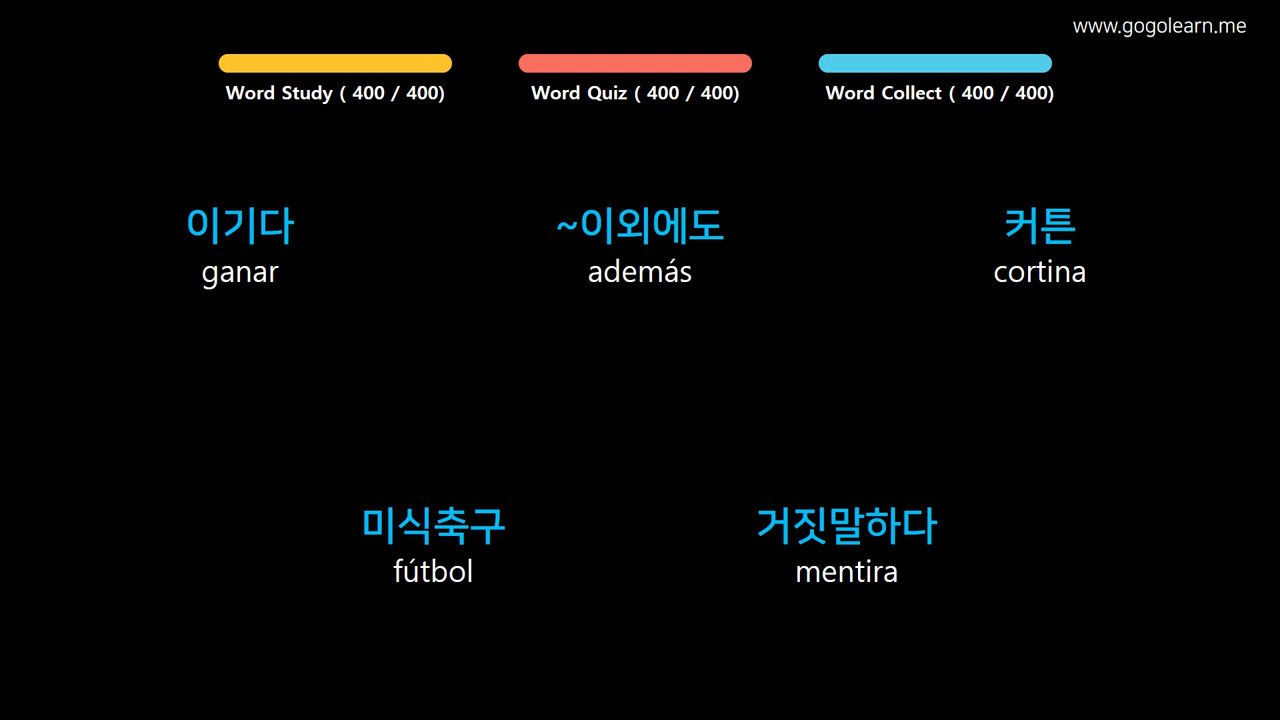 www.gogolearn.me
Word Study ( 400 / 400)
Word Quiz ( 400 / 400)
Word Collect ( 400 / 400)
이기다
ganar
~이외에도
además
커튼
cortina
미식축구
fútbol
거짓말하다
mentira